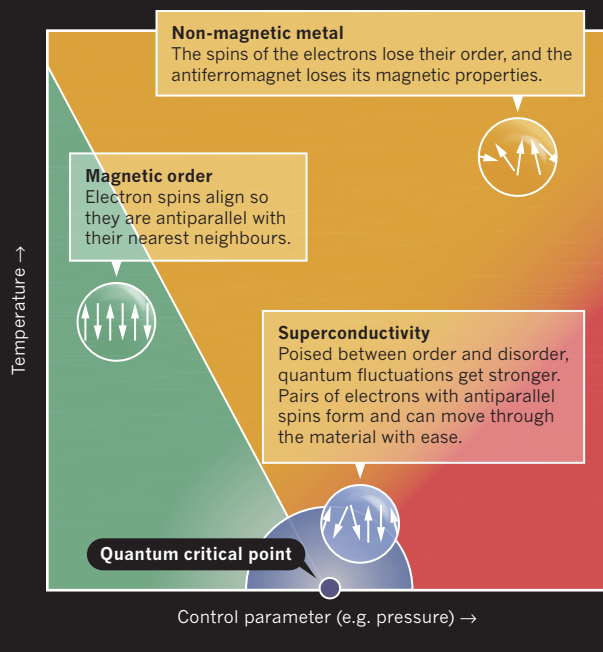 Non-magnetic metal
The spins of the electrons lose their order, and the
antiferromagnet loses its magnetic properties.
Magnetic order
Electron spins align so
they are antiparallel with
their nearest neighbours.
Temperature →
Superconductivity
Poised between order and disorder,
quantum fluctuations get stronger.
Pairs of electrons with antiparallel
spins form and can move through
the material with ease.
Quantum critical point
Control parameter (e.g. pressure) →